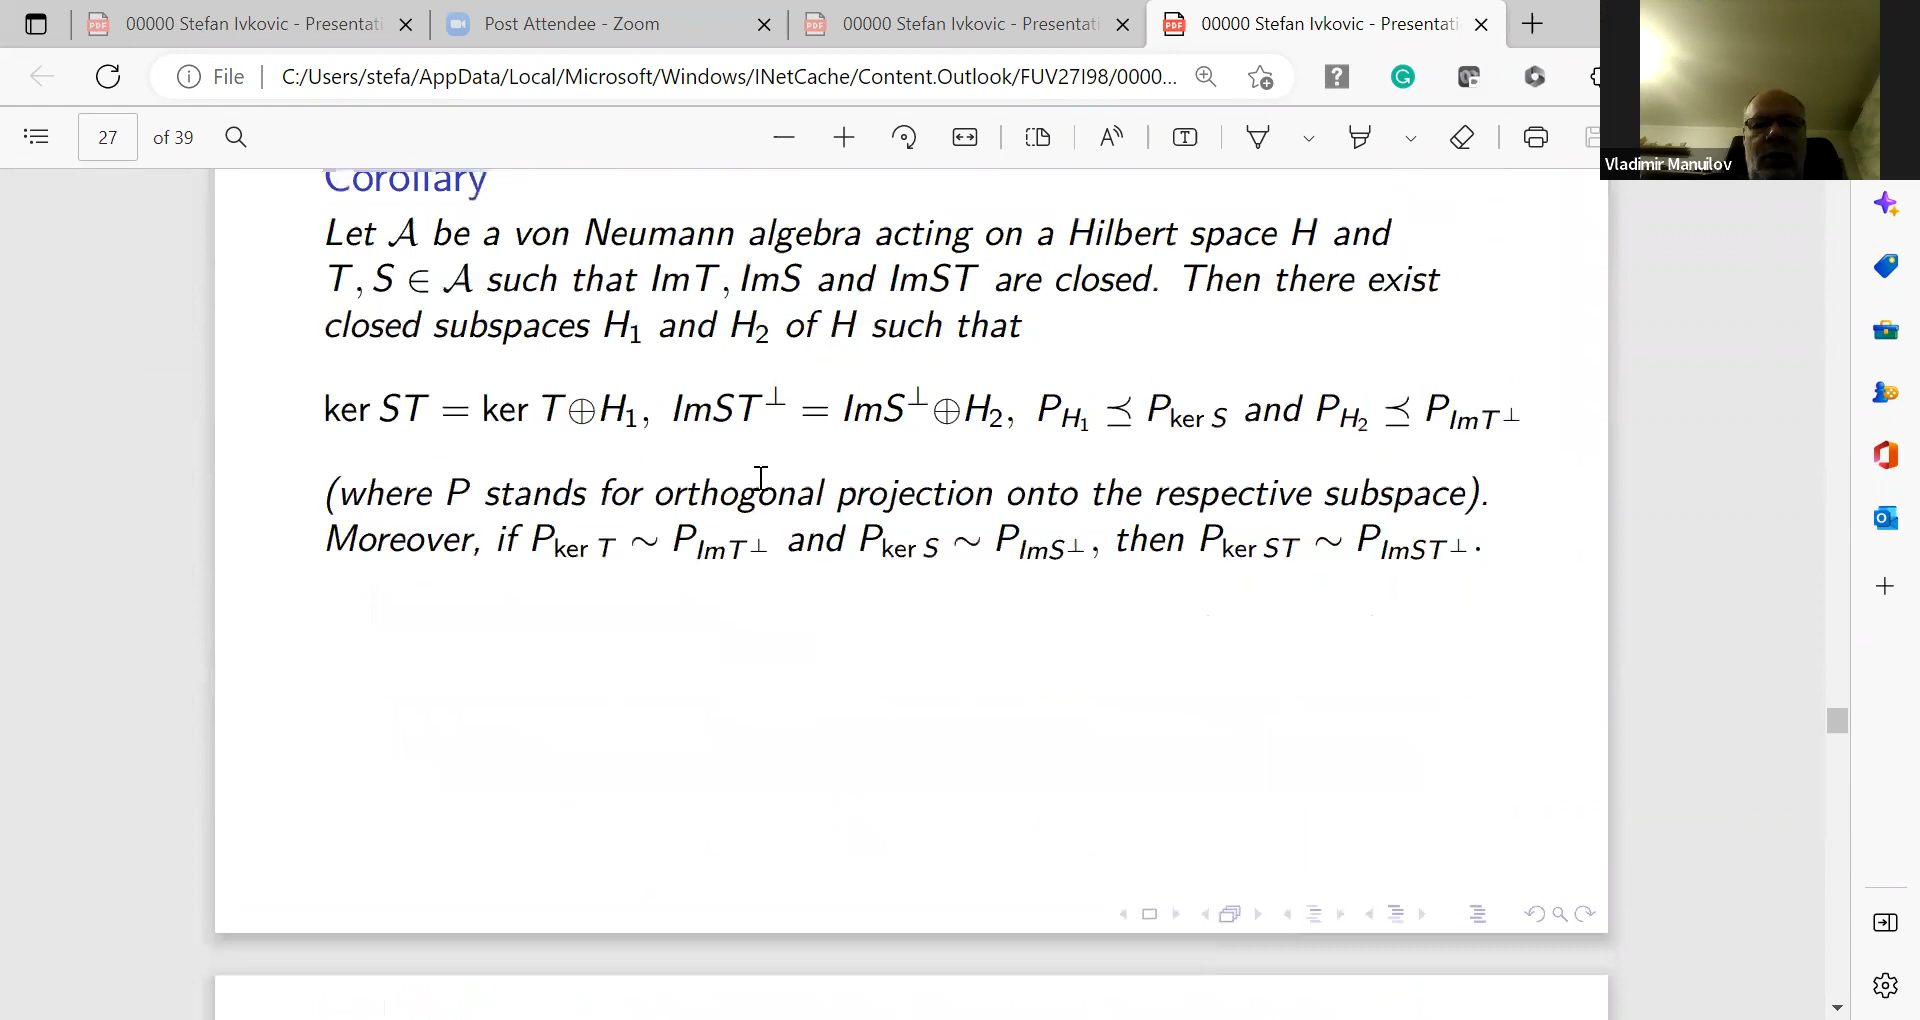 00000 Stefan Ivkovic - Presentati
Post Attendee - Zoom
00000 Stefan Ivkovic - Presentati
00000 Stefan Ivkovic - Presentati
File
C:/Users/stefa/AppData/Local/Microsoft/Windows/INetCache/Content.Outlook/FUV27I98/0000...
27 of 39
Vladimir Manuilov
Corollary
Let 𝒜 be a von Neumann algebra acting on a Hilbert space H and
T, S ∈ 𝒜 such that ImT, ImS and ImST are closed. Then there exist
closed subspaces H₁ and H₂ of H such that
ker ST = ker T⊕H₁, ImST^⊥ = ImS^⊥⊕H₂, P_{H₁} ⪯ P_{ker S} and P_{H₂} ⪯ P_{ImT^⊥}
(where P stands for orthogonal projection onto the respective subspace).
Moreover, if P_{ker T} ∼ P_{ImT^⊥} and P_{ker S} ∼ P_{ImS^⊥}, then P_{ker ST} ∼ P_{ImST^⊥}.